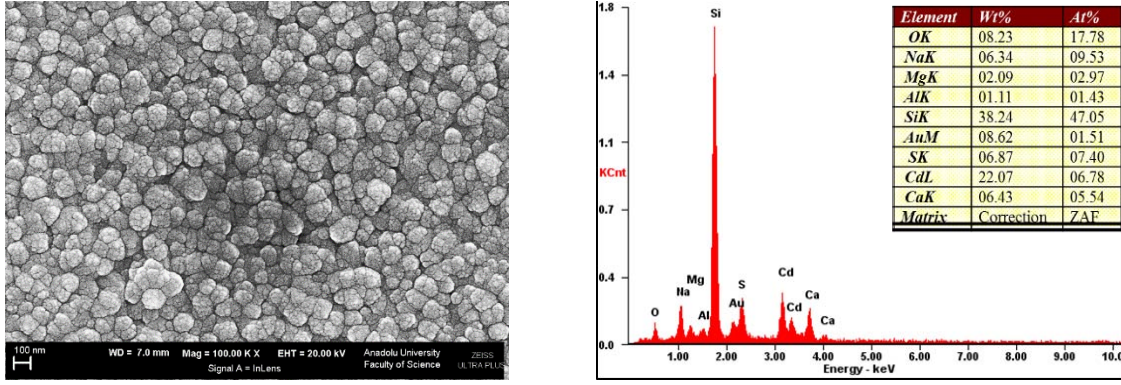 100 nm
WD = 7.0 mm Mag = 100.00 K X EHT = 20.00 kV
Signal A = InLens
Anadolu University
Faculty of Science
ZEISS
ULTRA PLUS
1.8
1.4
1.1
KCnt
0.7
0.4
0.0
O
Na
Mg
Al
Si
Au
S
Cd
Cd
Ca
Ca
1.00 2.00 3.00 4.00 5.00 6.00 7.00 8.00 9.00 10.0
Energy - keV
Element Wt% At%
OK 08.23 17.78
NaK 06.34 09.53
MgK 02.09 02.97
AlK 01.11 01.43
SiK 38.24 47.05
AuM 08.62 01.51
SK 06.87 07.40
CdL 22.07 06.78
CaK 06.43 05.54
Matrix Correction ZAF